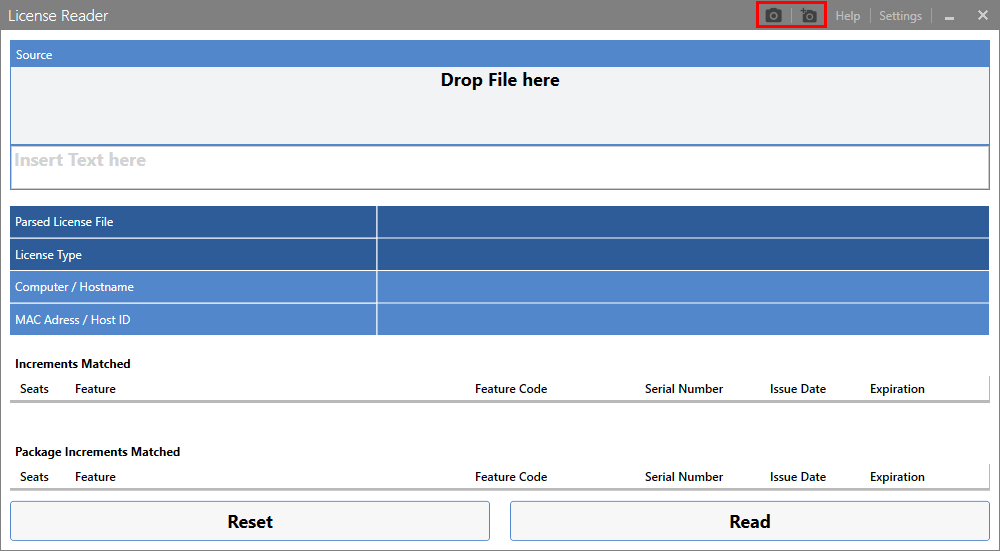 License Reader Help Settings
Source
Drop File here
Insert Text here
Parsed License File
License Type
Computer / Hostname
MAC Adress / Host ID
Increments Matched
Seats Feature Feature Code Serial Number Issue Date Expiration
Package Increments Matched
Seats Feature Feature Code Serial Number Issue Date Expiration
Reset Read